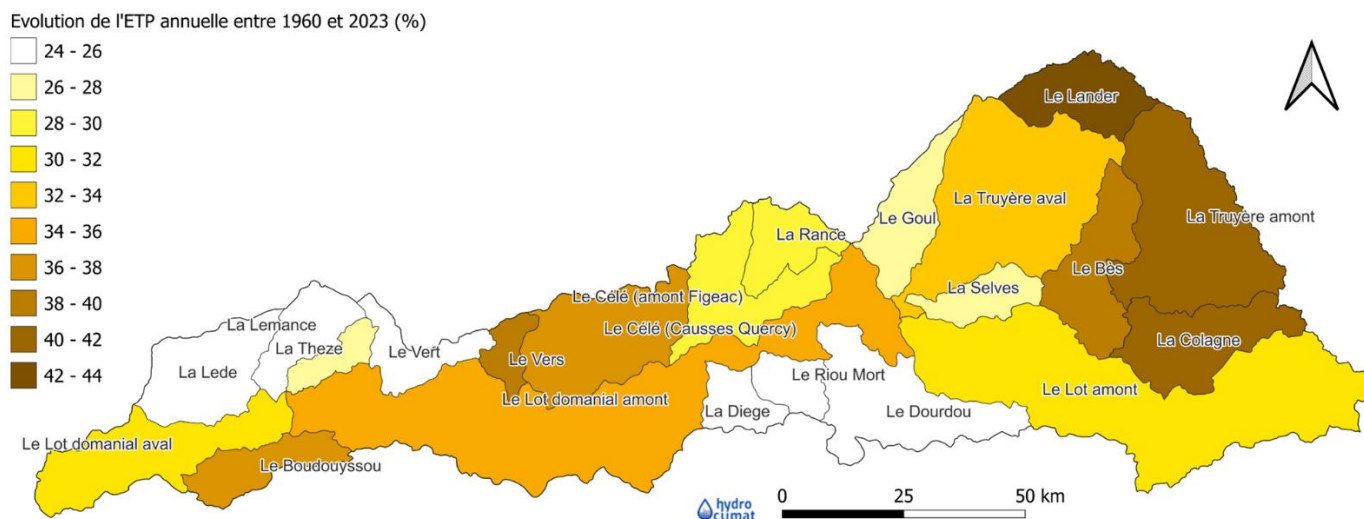 Evolution de l'ETP annuelle entre 1960 et 2023 (%)
24 - 26
26 - 28
28 - 30
30 - 32
32 - 34
34 - 36
36 - 38
38 - 40
40 - 42
42 - 44
Le Lander
La Truyère aval
Le Goul
La Truyère amont
La Rance
Le Bès
La Selves
Le Célé (amont Figeac)
La Lemance
Le Célé (Causses Quercy)
La Theze
Le Vert
Le Vers
La Colagne
La Lede
Le Riou Mort
Le Lot amont
Le Lot domanial amont
La Diege
Le Dourdou
Le Lot domanial aval
Le Boudouyssou
hydro
climat
0 25 50 km